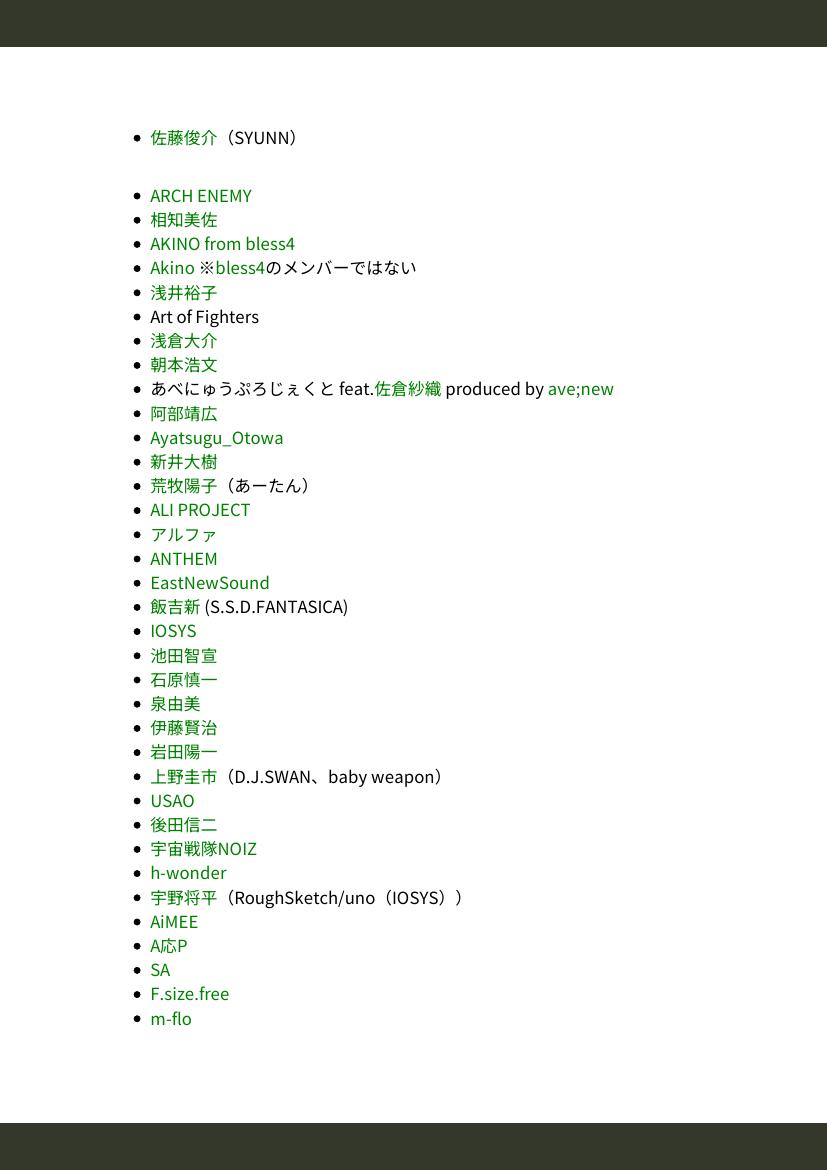 佐藤俊介（SYUNN）
ARCH ENEMY
相知美佐
AKINO from bless4
Akino ※bless4のメンバーではない
浅井裕子
Art of Fighters
浅倉大介
朝本浩文
あべにゅうぷろじぇくと feat.佐倉紗織 produced by ave;new
阿部靖広
Ayatsugu_Otowa
新井大樹
荒牧陽子（あーたん）
ALI PROJECT
アルファ
ANTHEM
EastNewSound
飯吉新 (S.S.D.FANTASICA)
IOSYS
池田智宣
石原慎一
泉由美
伊藤賢治
岩田陽一
上野圭市（D.J.SWAN、baby weapon）
USAO
後田信二
宇宙戦隊NOIZ
h-wonder
宇野将平（RoughSketch/uno（IOSYS））
AiMEE
A応P
SA
F.size.free
m-flo